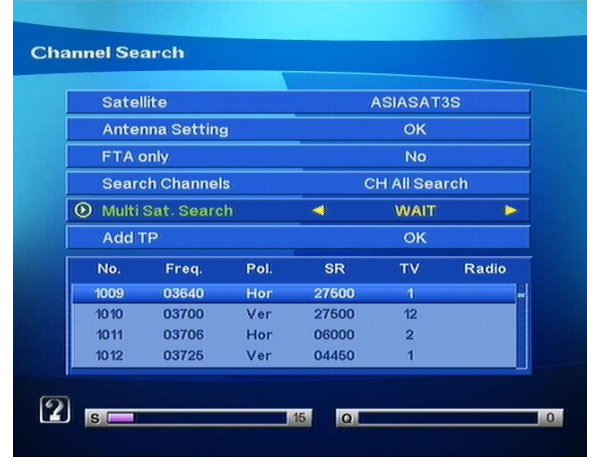 Channel Search
Satellite ASIASAT3S
Antenna Setting OK
FTA only No
Search Channels CH All Search
Multi Sat. Search WAIT
Add TP OK
No. Freq. Pol. SR TV Radio
1009 03640 Hor 27500 1
1010 03700 Ver 27500 12
1011 03706 Hor 06000 2
1012 03725 Ver 04450 1
? S 15 Q 0